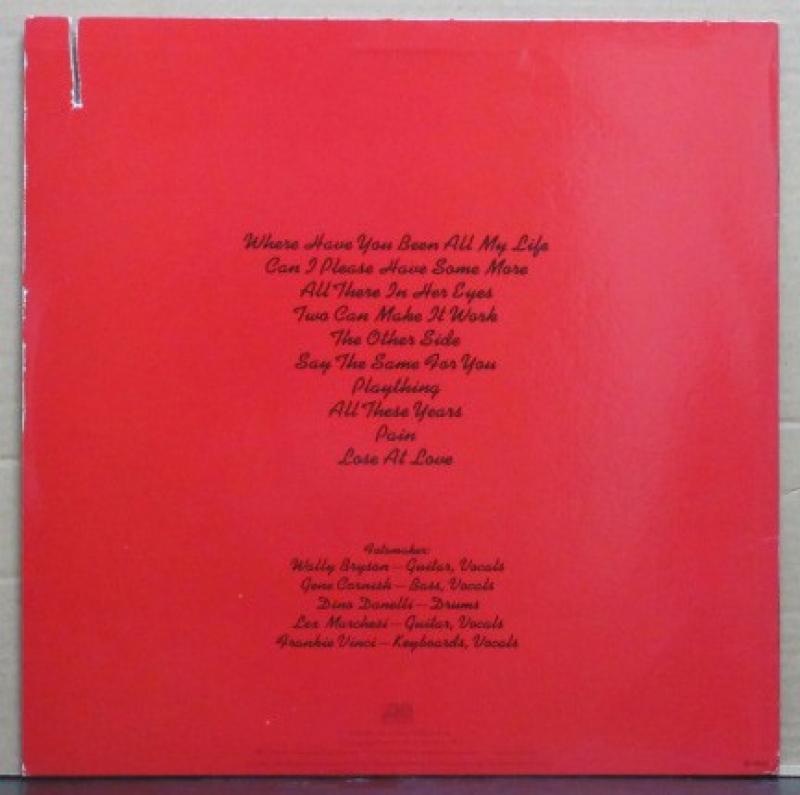 Where Have You Been All My Life
Can I Please Have Some More
All There In Her Eyes
Two Can Make It Work
The Other Side
Say The Same For You
Plaything
All These Years
Pain
Lose At Love
Fotomaker:
Wally Bryson — Guitar, Vocals
Gene Cornish — Bass, Vocals
Dino Danelli — Drums
Lex Marchesi — Guitar, Vocals
Frankie Vinci — Keyboards, Vocals